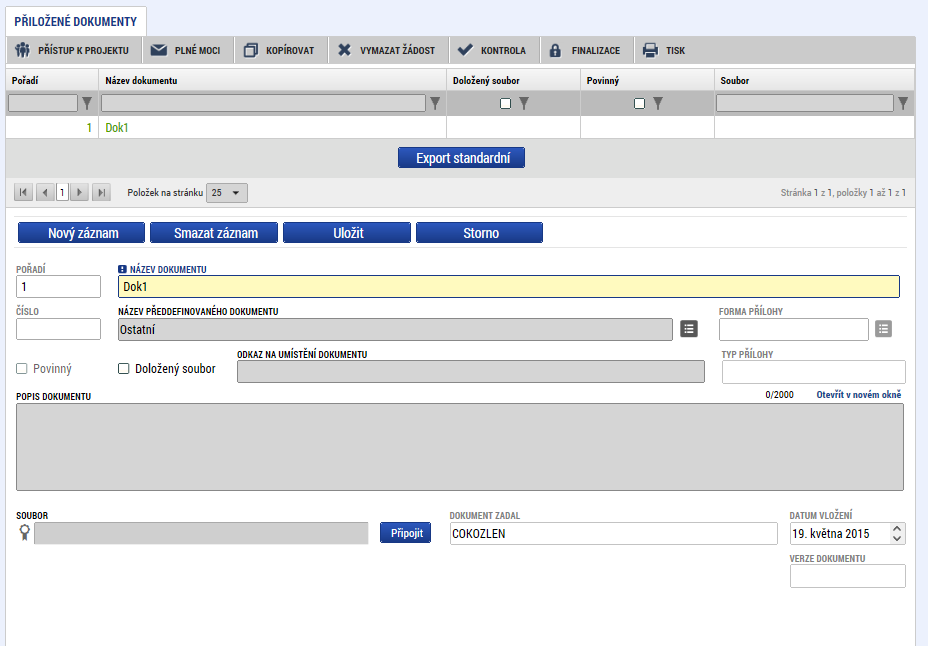 PŘILOŽENÉ DOKUMENTY
PŘÍSTUP K PROJEKTU PLNÉ MOCI KOPÍROVAT VYMAZAT ŽÁDOST KONTROLA FINALIZACE TISK
Pořadí Název dokumentu Doložený soubor Povinný Soubor
1 Dok1
Export standardní
1 Položek na stránku 25 Stránka 1 z 1, položky 1 až 1 z 1
Nový záznam Smazat záznam Uložit Storno
POŘADÍ NÁZEV DOKUMENTU
1 Dok1
ČÍSLO NÁZEV PŘEDDEFINOVANÉHO DOKUMENTU FORMA PŘÍLOHY
Ostatní
ODKAZ NA UMÍSTĚNÍ DOKUMENTU TYP PŘÍLOHY
Povinný Doložený soubor
POPIS DOKUMENTU 0/2000 Otevřít v novém okně
SOUBOR DOKUMENT ZADAL DATUM VLOŽENÍ
Připojit COKOZLEN 19. května 2015
VERZE DOKUMENTU